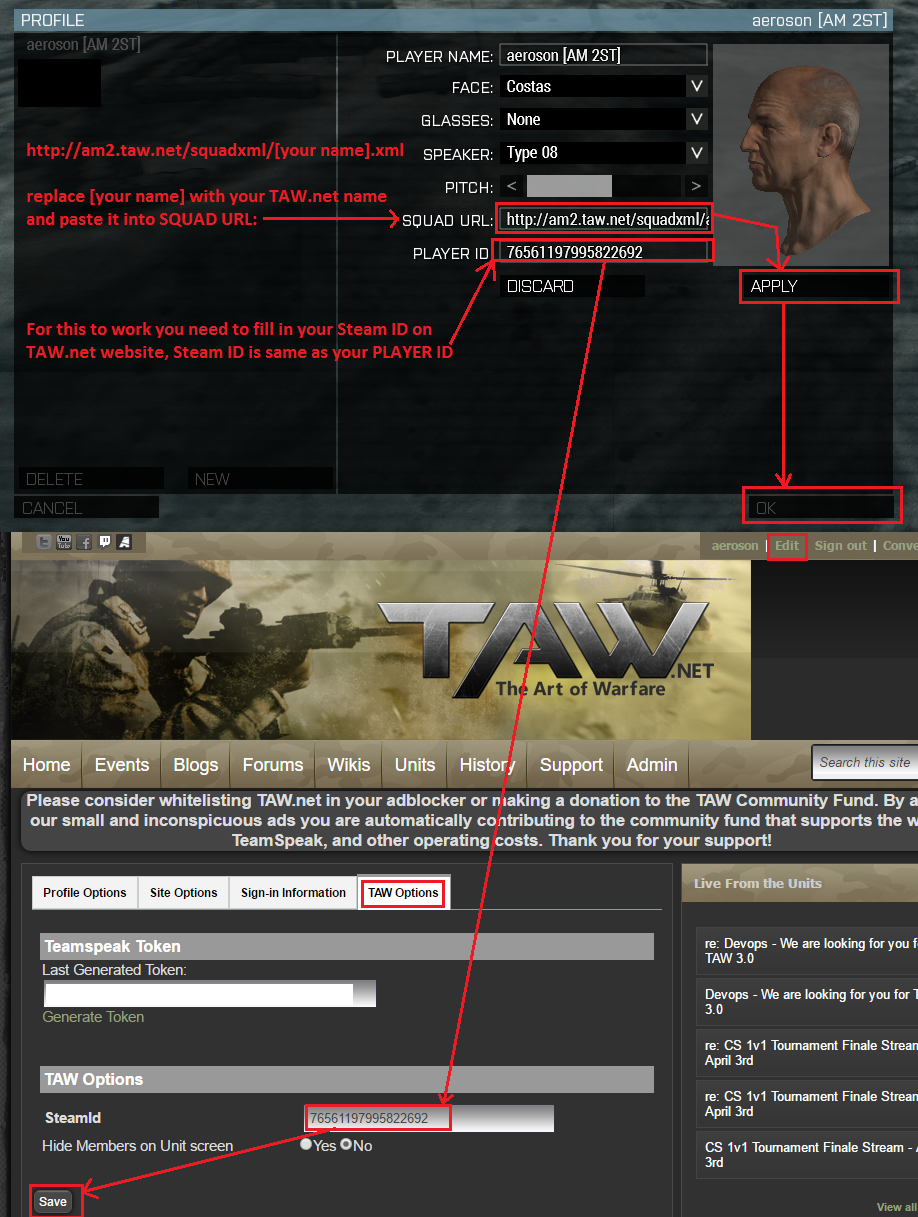 PROFILE
aeroson [AM 2ST]
aeroson [AM 2ST]
PLAYER NAME: aeroson [AM 2ST]
FACE: Costas
GLASSES: None
http://am2.taw.net/squadxml/[your name].xml
SPEAKER: Type 08
PITCH: < >
replace [your name] with your TAW.net name
and paste it into SQUAD URL:
SQUAD URL: http://am2.taw.net/squadxml/a
PLAYER ID 76561197995822692
DISCARD
APPLY
For this to work you need to fill in your Steam ID on
TAW.net website, Steam ID is same as your PLAYER ID
DELETE
NEW
CANCEL
OK
You
Tube
aeroson | Edit Sign out | Conve
TAW.NET
The Art of Warfare
Home Events Blogs Forums Wikis Units History Support Admin
Search this site
Please consider whitelisting TAW.net in your adblocker or making a donation to the TAW Community Fund. By a
our small and inconspicuous ads you are automatically contributing to the community fund that supports the w
TeamSpeak, and other operating costs. Thank you for your support!
Profile Options Site Options Sign-in Information TAW Options
Teamspeak Token
Last Generated Token:
Generate Token
TAW Options
SteamId 76561197995822692
Hide Members on Unit screen Yes No
Save
Live From the Units
re: Devops - We are looking for you f
TAW 3.0
Devops - We are looking for you for T
3.0
re: CS 1v1 Tournament Finale Stream
April 3rd
re: CS 1v1 Tournament Finale Stream
April 3rd
CS 1v1 Tournament Finale Stream - A
3rd
View all